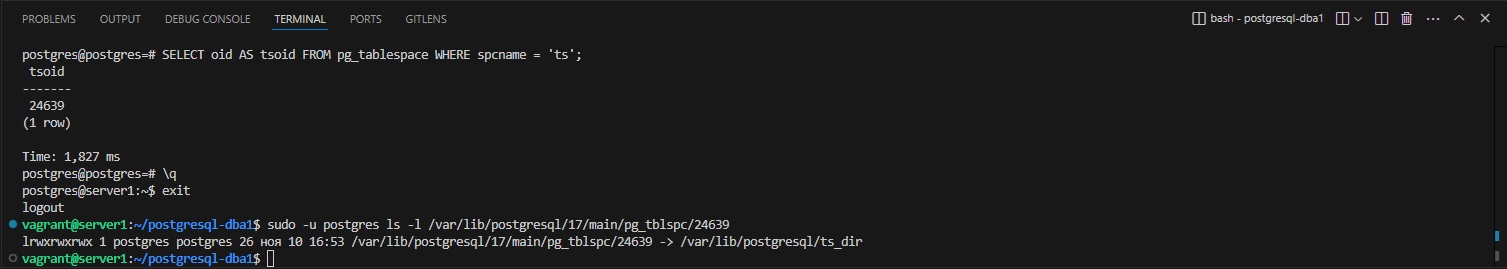 PROBLEMS OUTPUT DEBUG CONSOLE TERMINAL PORTS GITLENS bash - postgresql-dba1
postgres@postgres=# SELECT oid AS tsoid FROM pg_tablespace WHERE spcname = 'ts';
tsoid
-------
24639
(1 row)
Time: 1,827 ms
postgres@postgres=# \q
postgres@server1:~$ exit
logout
vagrant@server1:~/postgresql-dba1$ sudo -u postgres ls -l /var/lib/postgresql/17/main/pg_tblspc/24639
lrwxrwxrwx 1 postgres postgres 26 ноя 10 16:53 /var/lib/postgresql/17/main/pg_tblspc/24639 -> /var/lib/postgresql/ts_dir
vagrant@server1:~/postgresql-dba1$